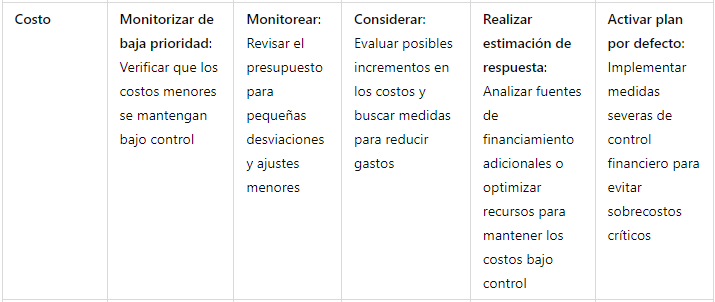 Costo
Monitorizar de
baja prioridad:
Verificar que los
costos menores
se mantengan
bajo control
Monitorear:
Revisar el
presupuesto
para
pequeñas
desviaciones
y ajustes
menores
Considerar:
Evaluar posibles
incrementos en
los costos y
buscar medidas
para reducir
gastos
Realizar
estimación de
respuesta:
Analizar fuentes
de
financiamiento
adicionales o
optimizar
recursos para
mantener los
costos bajo
control
Activar plan
por defecto:
Implementar
medidas
severas de
control
financiero para
evitar
sobrecostos
críticos